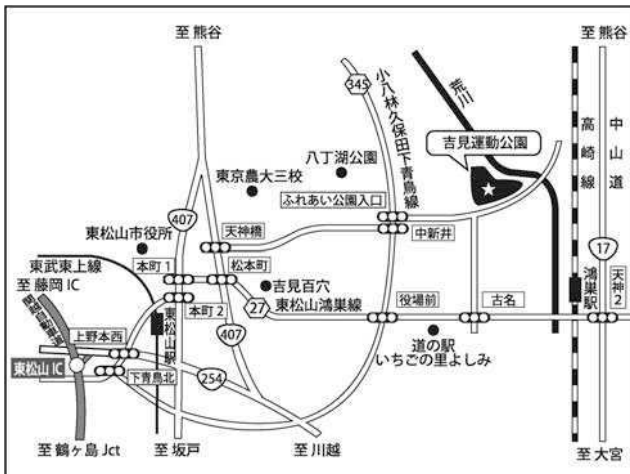 至 熊谷
至 熊谷
345
小八林久保田下青鳥線
荒川
吉見運動公園
高崎線
中山道
八丁湖公園
東京農大三校
ふれあい公園入口
407
天神橋
中新井
東松山市役所
17
東武東上線
本町 1
松本町
吉見百穴
鴻巣駅
天神2
至 藤岡 IC
関越自動車道
27
東松山鴻巣線
役場前
古名
本町 2
東松山駅
407
道の駅
いちごの里よしみ
上野本西
東松山 IC
下青鳥北
254
至 鶴ヶ島 Jct
至 坂戸
至 川越
至 大宮